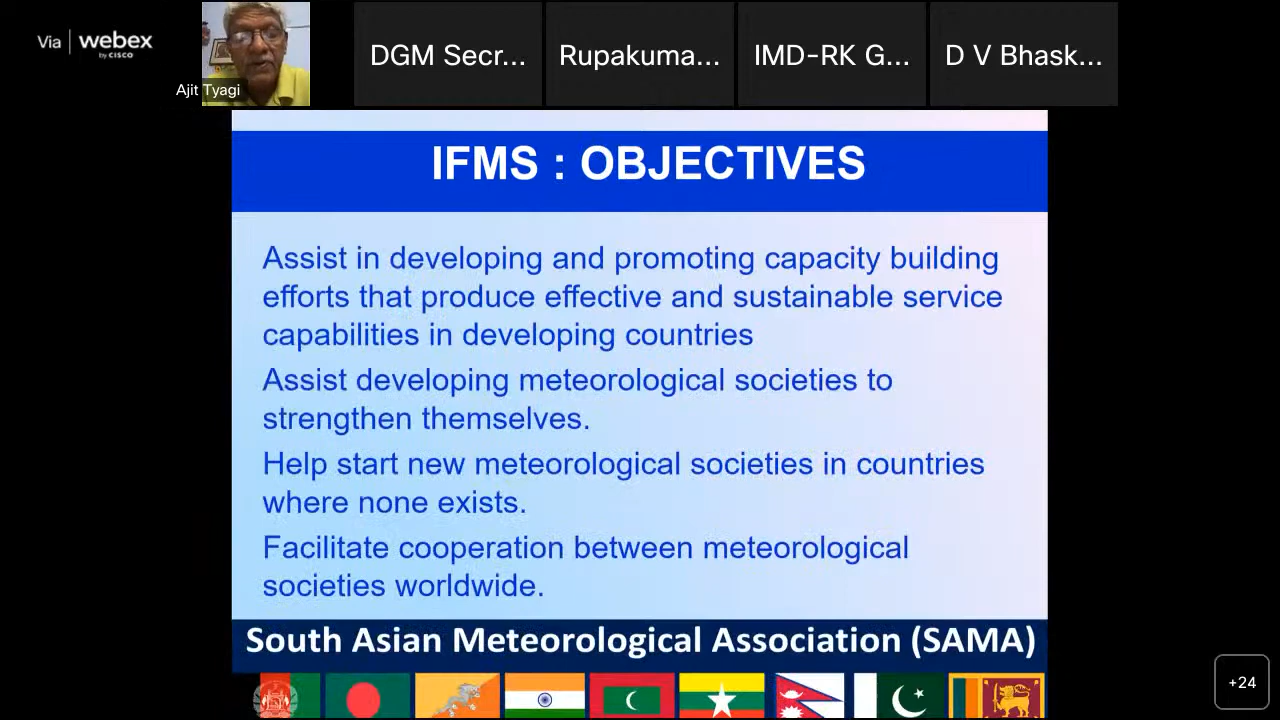 Via webex
by CISCO
Ajit Tyagi
DGM Secr...
Rupakuma...
IMD-RK G...
D V Bhask...
IFMS : OBJECTIVES
Assist in developing and promoting capacity building
efforts that produce effective and sustainable service
capabilities in developing countries
Assist developing meteorological societies to
strengthen themselves.
Help start new meteorological societies in countries
where none exists.
Facilitate cooperation between meteorological
societies worldwide.
South Asian Meteorological Association (SAMA)
+24